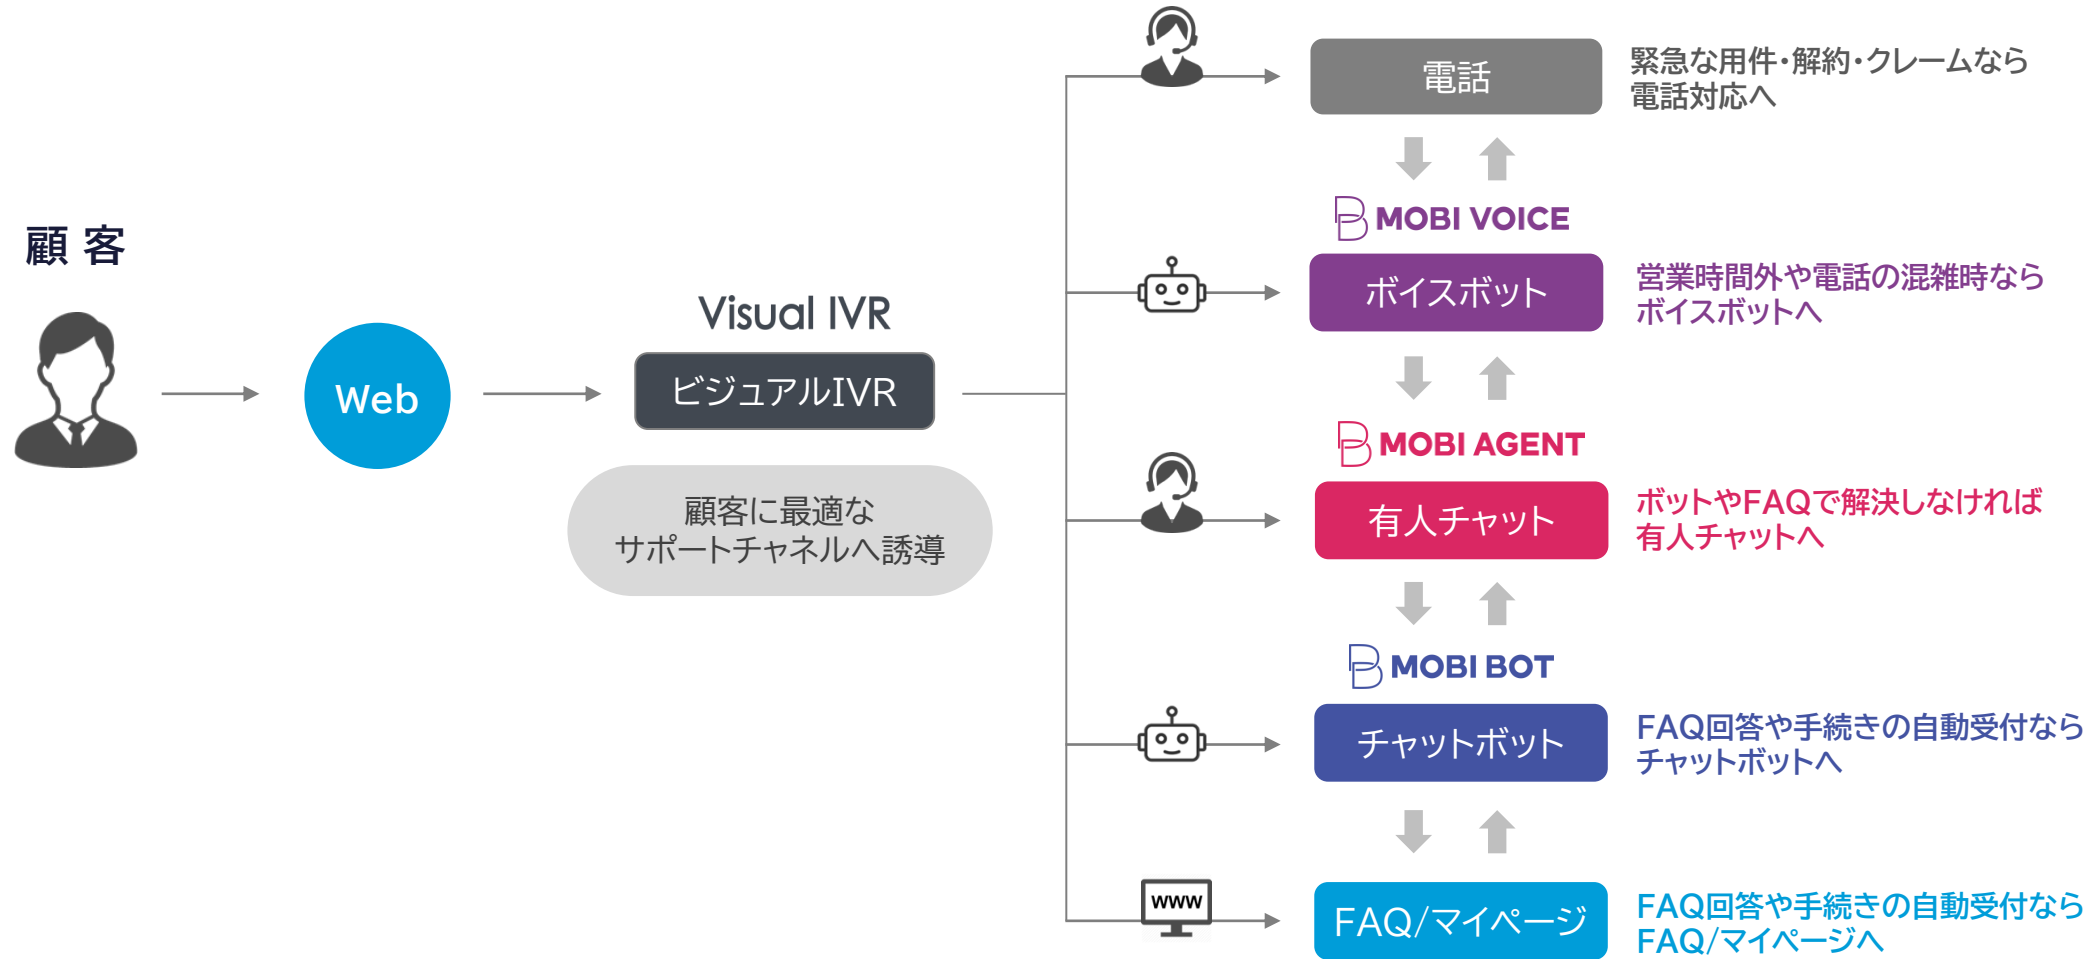 顧客
Web
Visual IVR
ビジュアルIVR
顧客に最適な
サポートチャネルへ誘導
電話
緊急な用件・解約・クレームなら
電話対応へ
MOBI VOICE
ボイスボット
営業時間外や電話の混雑時なら
ボイスボットへ
MOBI AGENT
有人チャット
ボットやFAQで解決しなければ
有人チャットへ
MOBI BOT
チャットボット
FAQ回答や手続きの自動受付なら
チャットボットへ
WWW
FAQ/マイページ
FAQ回答や手続きの自動受付なら
FAQ/マイページへ